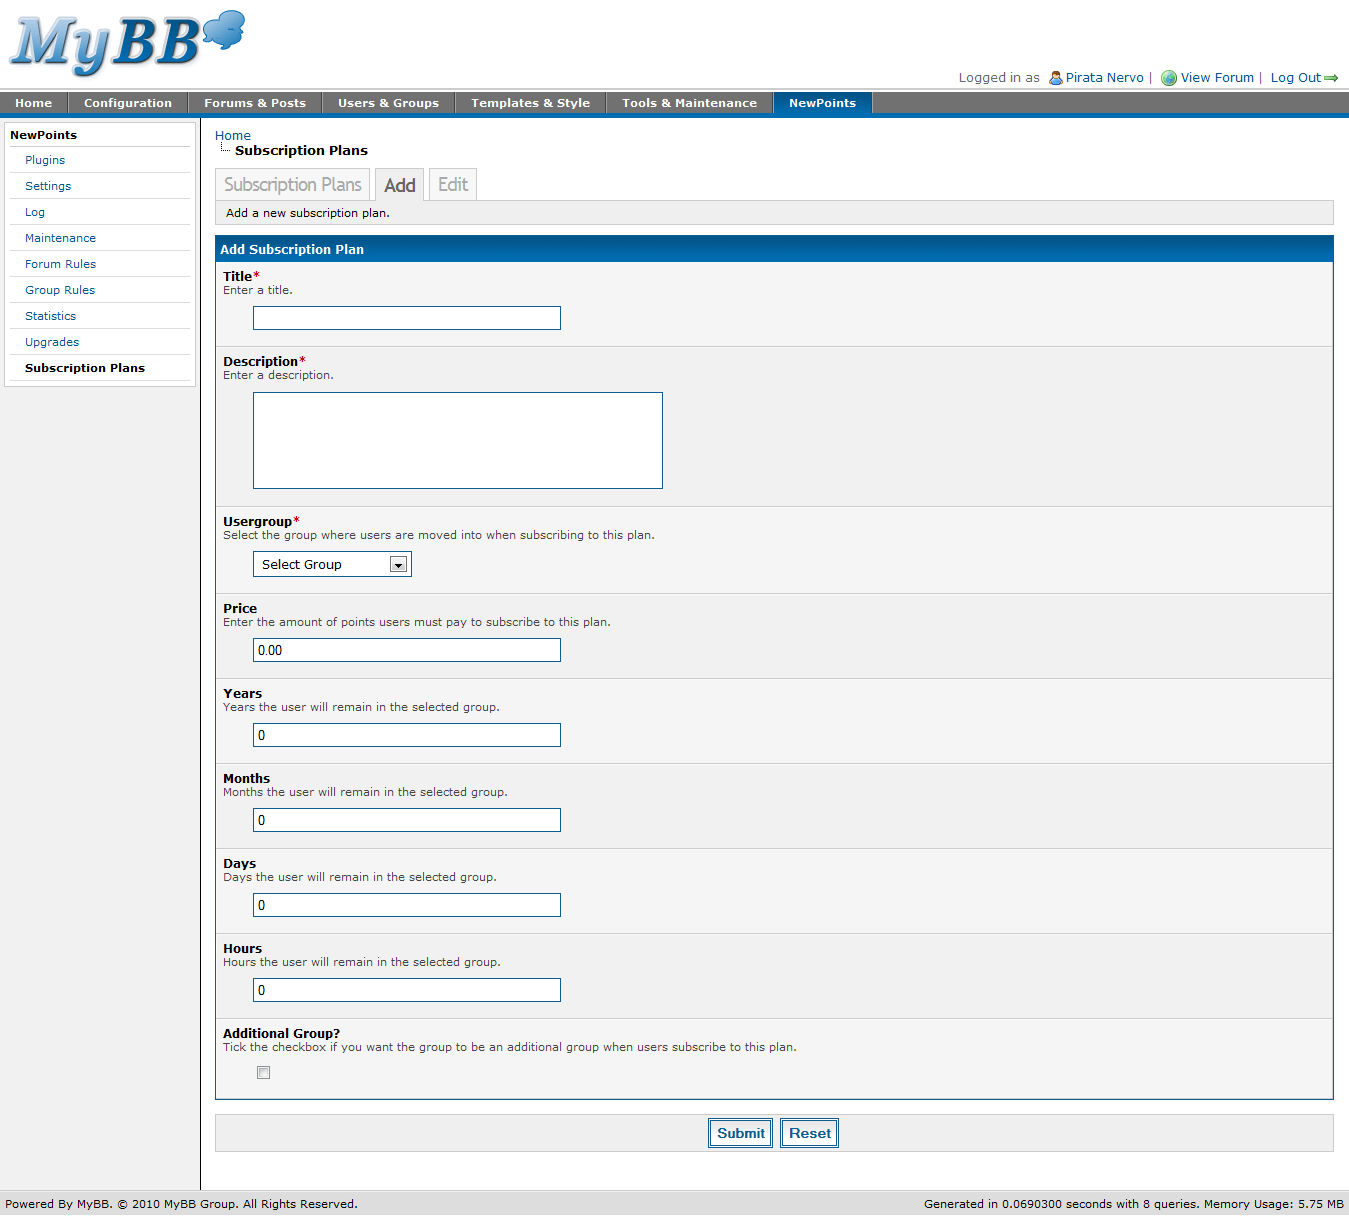 MyBB
Logged in as Pirata Nervo | View Forum | Log Out
Home Configuration Forums & Posts Users & Groups Templates & Style Tools & Maintenance NewPoints
NewPoints
Plugins
Settings
Log
Maintenance
Forum Rules
Group Rules
Statistics
Upgrades
Subscription Plans
Home
Subscription Plans
Subscription Plans Add Edit
Add a new subscription plan.
Add Subscription Plan
Title*
Enter a title.
Description*
Enter a description.
Usergroup*
Select the group where users are moved into when subscribing to this plan.
Select Group
Price
Enter the amount of points users must pay to subscribe to this plan.
0.00
Years
Years the user will remain in the selected group.
0
Months
Months the user will remain in the selected group.
0
Days
Days the user will remain in the selected group.
0
Hours
Hours the user will remain in the selected group.
0
Additional Group?
Tick the checkbox if you want the group to be an additional group when users subscribe to this plan.
Submit Reset
Powered By MyBB. © 2010 MyBB Group. All Rights Reserved. Generated in 0.0690300 seconds with 8 queries. Memory Usage: 5.75 MB